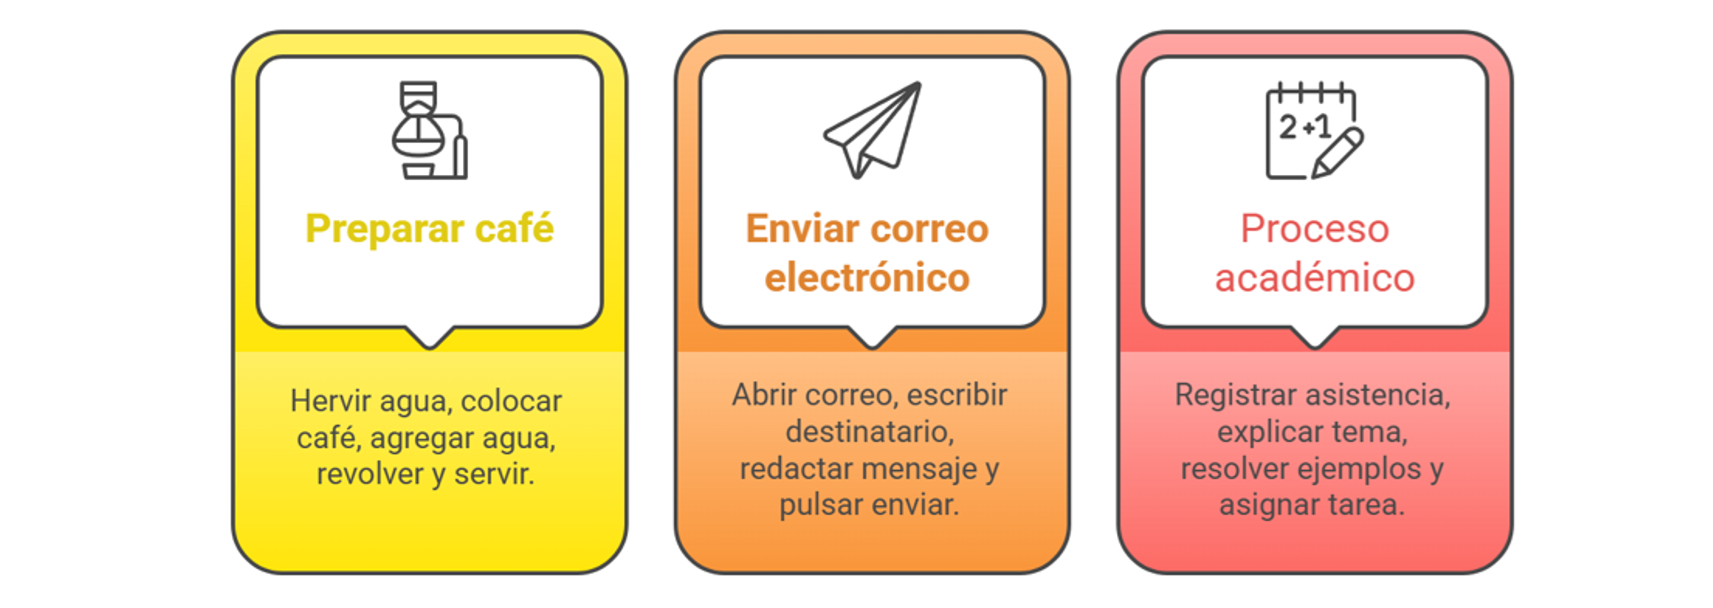 Preparar café
Hervir agua, colocar
café, agregar agua,
revolver y servir.
Enviar correo
electrónico
Abrir correo, escribir
destinatario,
redactar mensaje y
pulsar enviar.
2+1
Proceso
académico
Registrar asistencia,
explicar tema,
resolver ejemplos y
asignar tarea.